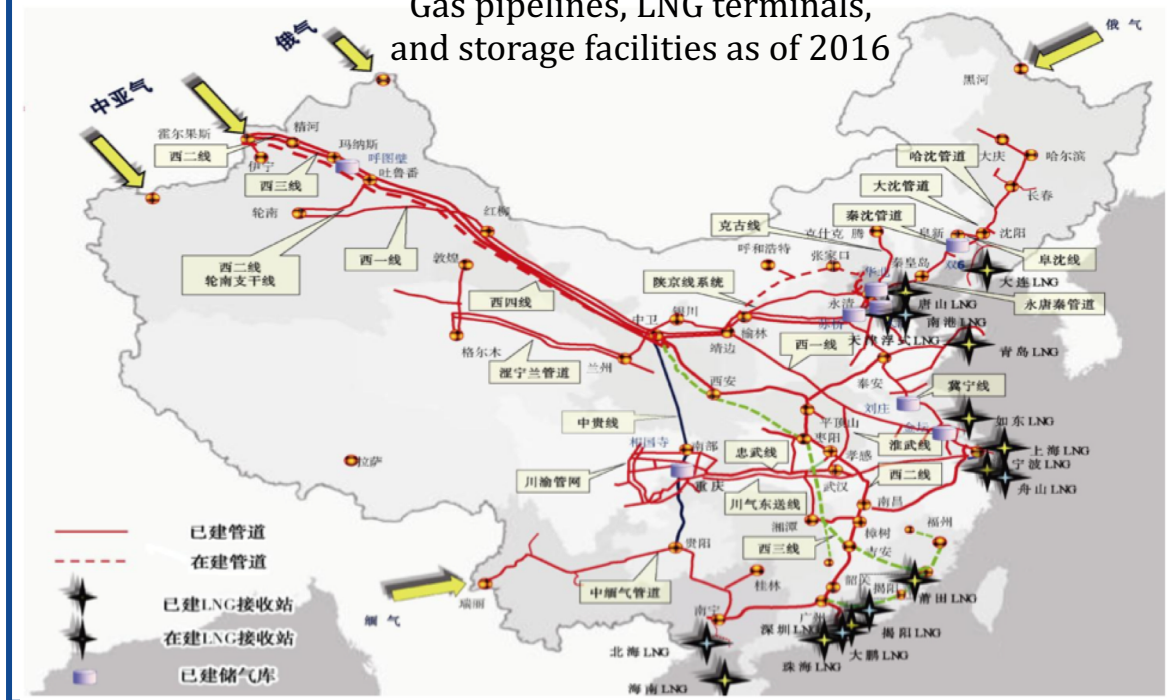 Gas pipelines, LNG terminals,
and storage facilities as of 2016
俄气
俄 气
中亚气
黑河
霍尔果斯
精河
西二线
伊宁
玛纳斯
呼图壁
西三线
吐鲁番
轮南
红柳
西二线
轮南支干线
西一线
敦煌
西四线
格尔木
涩宁兰管道
兰州
中卫
银川
榆林
靖边
陕京线系统
呼和浩特
张家口
克古线
克什克 腾
哈沈管道
大庆
哈尔滨
大沈管道
长春
秦沈管道
阜新
沈阳
双6
阜沈线
秦皇岛
大连LNG
华北
永清
永唐秦管道
唐山LNG
南港LNG
天津浮式LNG
苏桥
西一线
青岛LNG
泰安
冀宁线
刘庄
金坛
如东LNG
上海LNG
宁波LNG
舟山LNG
西安
平顶山
枣阳
淮武线
孝感
忠武线
武汉
西二线
川气东送线
中贵线
相国寺
南部
川渝管网
重庆
拉萨
南昌
湘潭
樟树
福州
西三线
吉安
贵阳
中缅气管道
桂林
瑞丽
缅 气
韶关
揭阳
莆田LNG
南宁
广州
深圳LNG
揭阳LNG
大鹏LNG
珠海LNG
北海LNG
海南LNG
已建管道
在建管道
已建LNG接收站
在建LNG接收站
已建储气库